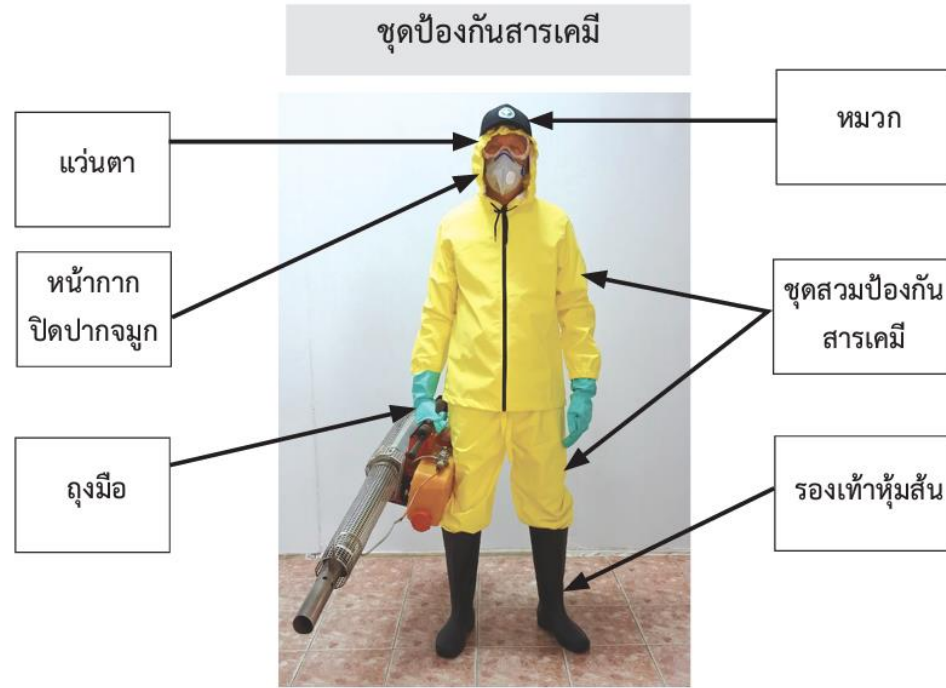 ชุดป้องกันสารเคมี
แว่นตา
หมวก
หน้ากาก
ปิดปากจมูก
ชุดสวมป้องกัน
สารเคมี
ถุงมือ
รองเท้าหุ้มส้น